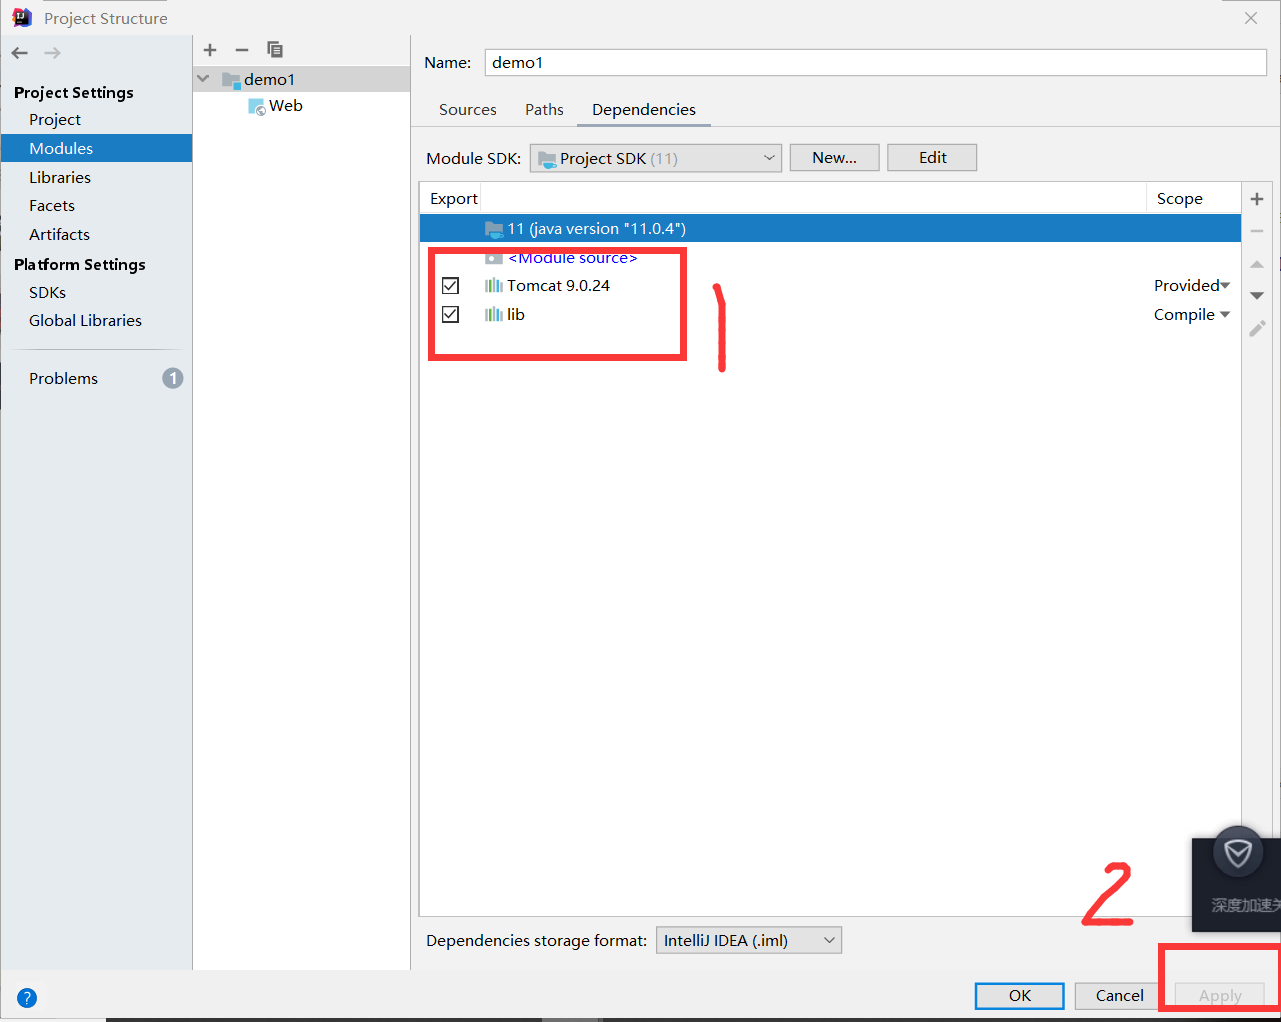 Project Structure
Name: demo1
Project Settings
Project
Modules
Libraries
Facets
Artifacts
Platform Settings
SDKs
Global Libraries
Problems 1
demo1
Web
Sources Paths Dependencies
Module SDK: Project SDK (11) New... Edit
Export Scope
11 (java version "11.0.4")
<Module source>
Tomcat 9.0.24 Provided
lib Compile
1
2
深度加速关
Dependencies storage format: IntelliJ IDEA (.iml)
? OK Cancel Apply